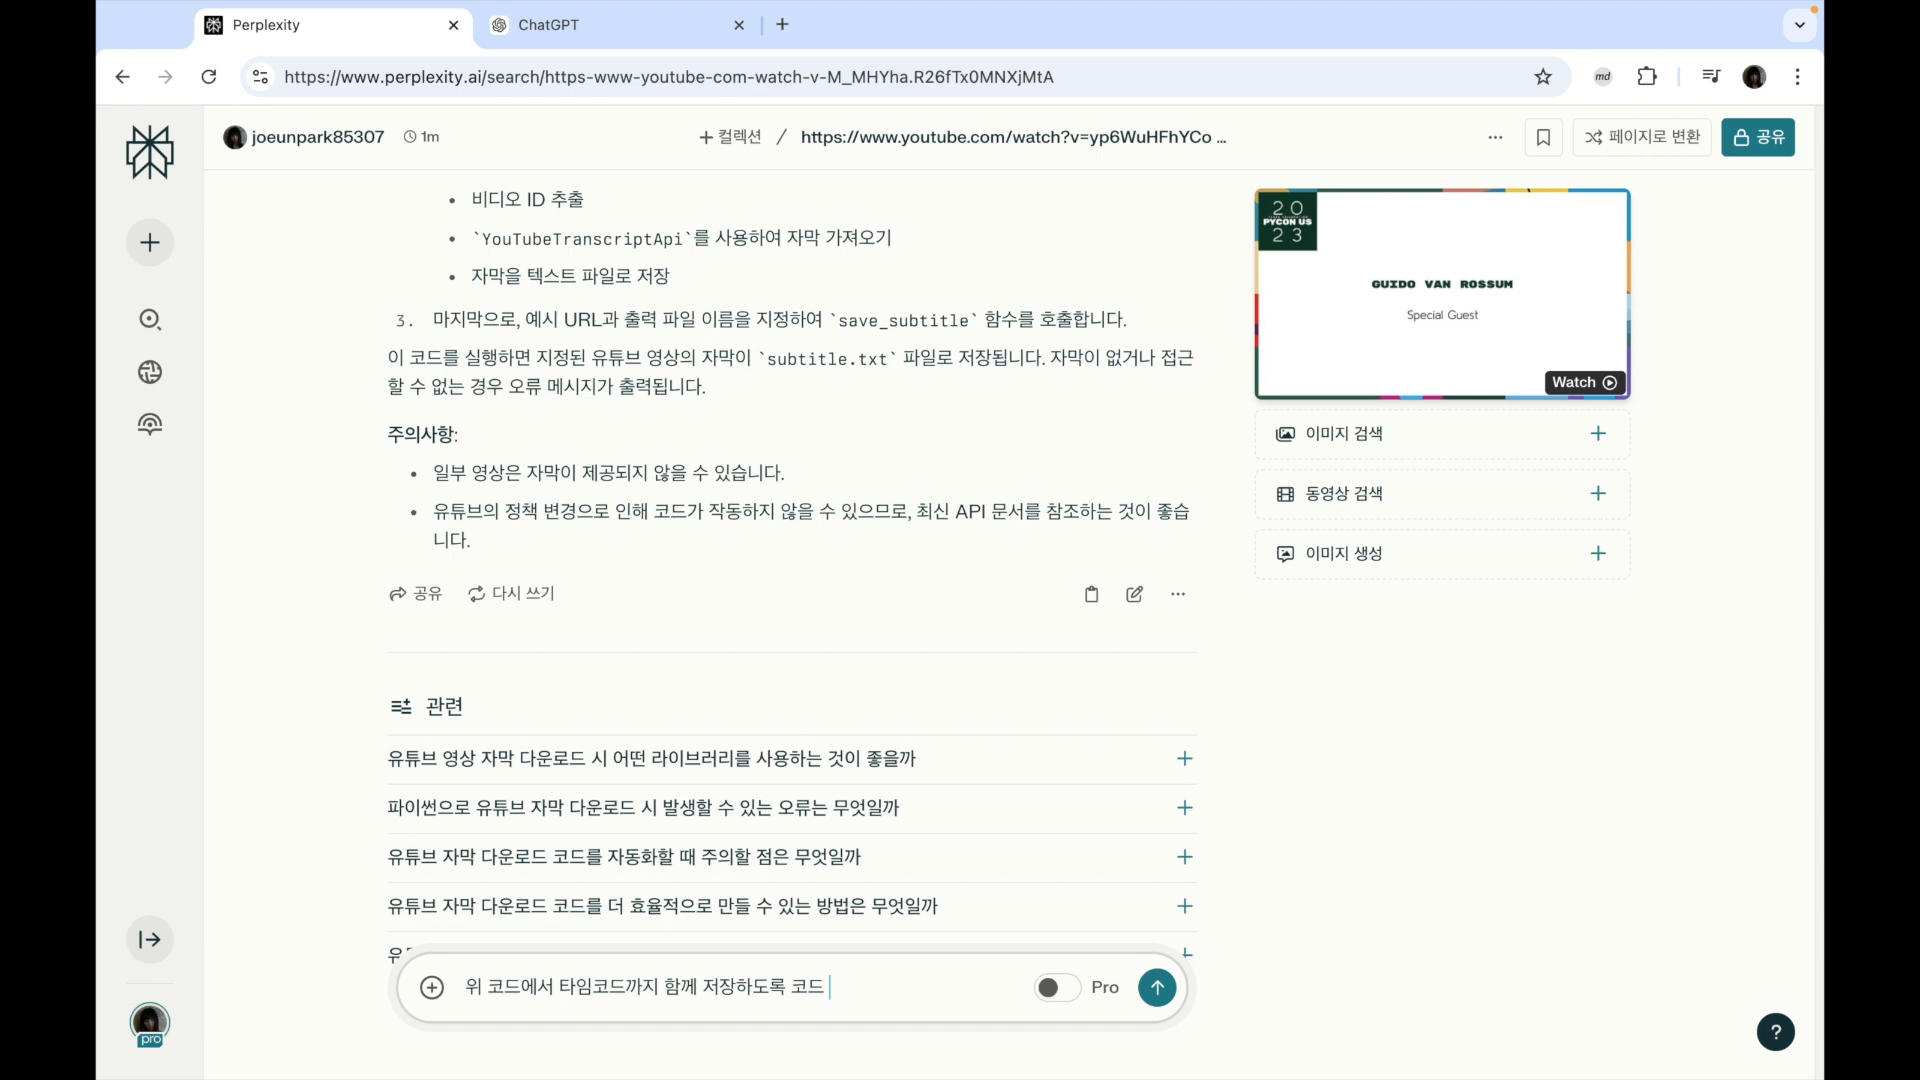 Perplexity
ChatGPT
https://www.perplexity.ai/search/https-www-youtube-com-watch-v-M_MHYha.R26fTx0MNXjMtA
md
joeunpark85307
1m
컬렉션 / https://www.youtube.com/watch?v=yp6WuHFhYCo ...
페이지로 변환
공유
• 비디오 ID 추출
• `YouTubeTranscriptApi`를 사용하여 자막 가져오기
• 자막을 텍스트 파일로 저장
3. 마지막으로, 예시 URL과 출력 파일 이름을 지정하여 `save_subtitle` 함수를 호출합니다.
이 코드를 실행하면 지정된 유튜브 영상의 자막이 `subtitle.txt` 파일로 저장됩니다. 자막이 없거나 접근
할 수 없는 경우 오류 메시지가 출력됩니다.
주의사항:
• 일부 영상은 자막이 제공되지 않을 수 있습니다.
• 유튜브의 정책 변경으로 인해 코드가 작동하지 않을 수 있으므로, 최신 API 문서를 참조하는 것이 좋습
니다.
공유
다시 쓰기
20
PYCON US
23
GUIDO VAN ROSSUM
Special Guest
Watch
이미지 검색
동영상 검색
이미지 생성
관련
유튜브 영상 자막 다운로드 시 어떤 라이브러리를 사용하는 것이 좋을까
파이썬으로 유튜브 자막 다운로드 시 발생할 수 있는 오류는 무엇일까
유튜브 자막 다운로드 코드를 자동화할 때 주의할 점은 무엇일까
유튜브 자막 다운로드 코드를 더 효율적으로 만들 수 있는 방법은 무엇일까
위 코드에서 타임코드까지 함께 저장하도록 코드
Pro
pro
?